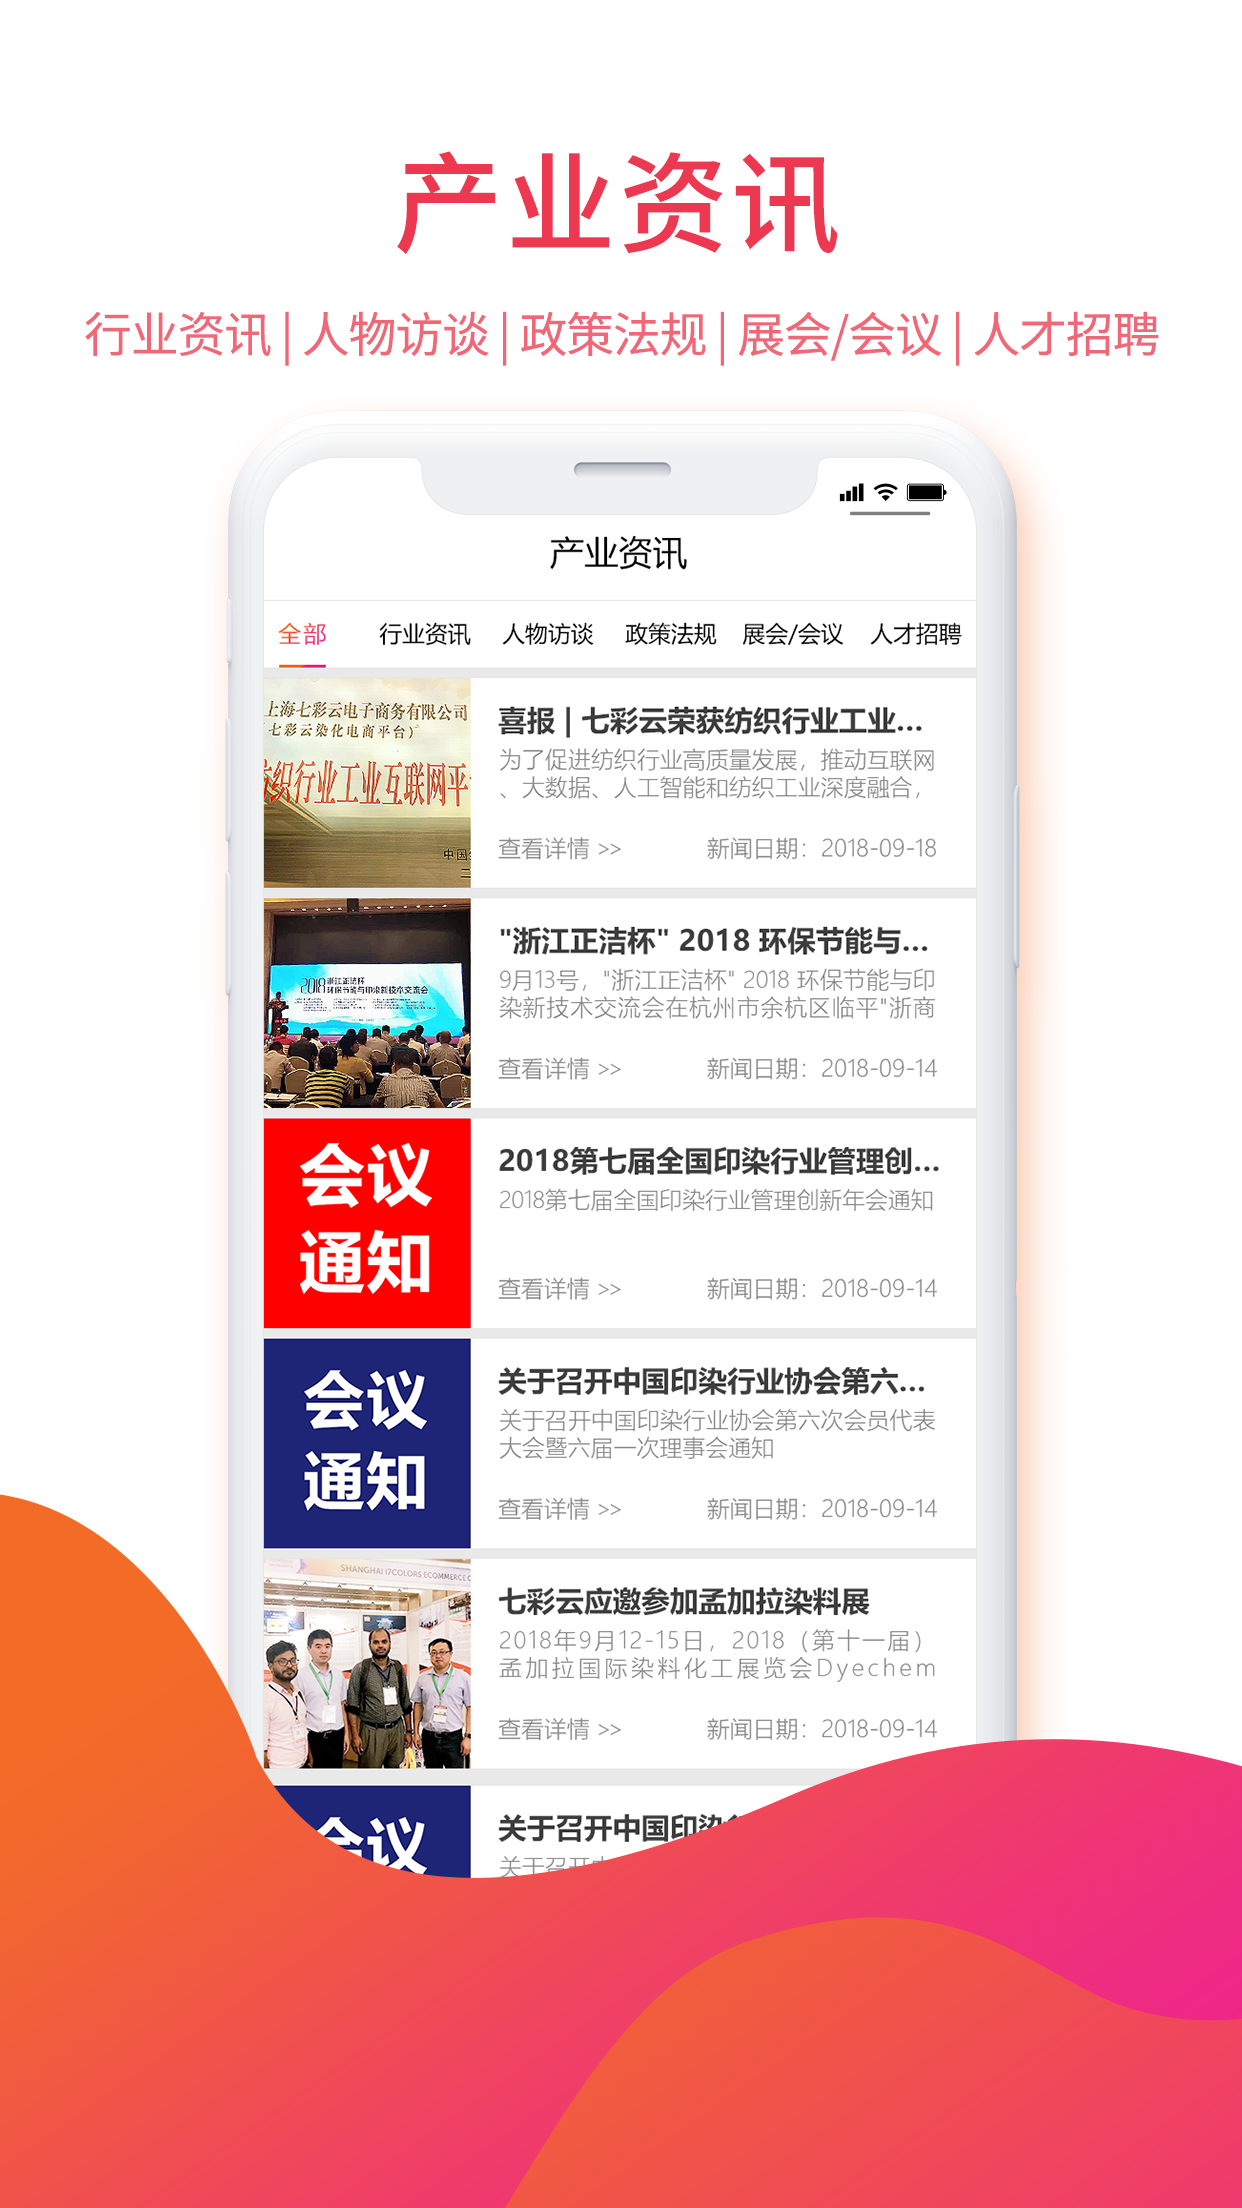 产业资讯
行业资讯|人物访谈|政策法规|展会/会议|人才招聘
产业资讯
全部 行业资讯 人物访谈 政策法规 展会/会议 人才招聘
上海七彩云电子商务有限公司
七彩云染化电商平台）
纺织行业工业互联网平
中国
喜报 | 七彩云荣获纺织行业工业...
为了促进纺织行业高质量发展，推动互联网
、大数据、人工智能和纺织工业深度融合，
查看详情 >> 新闻日期：2018-09-18
浙江正洁杯
2018环保节能与印染新技术交流会
"浙江正洁杯" 2018 环保节能与...
9月13号，"浙江正洁杯" 2018 环保节能与印
染新技术交流会在杭州市余杭区临平"浙商
查看详情 >> 新闻日期：2018-09-14
会议
通知
2018第七届全国印染行业管理创...
2018第七届全国印染行业管理创新年会通知
查看详情 >> 新闻日期：2018-09-14
会议
通知
关于召开中国印染行业协会第六...
关于召开中国印染行业协会第六次会员代表
大会暨六届一次理事会通知
查看详情 >> 新闻日期：2018-09-14
SHANGHAI I7COLORS ECOMMERCE
七彩云应邀参加孟加拉染料展
2018年9月12-15日，2018（第十一届）
孟加拉国际染料化工展览会Dyechem
查看详情 >> 新闻日期：2018-09-14
会议
关于召开中国印染
关于召开中